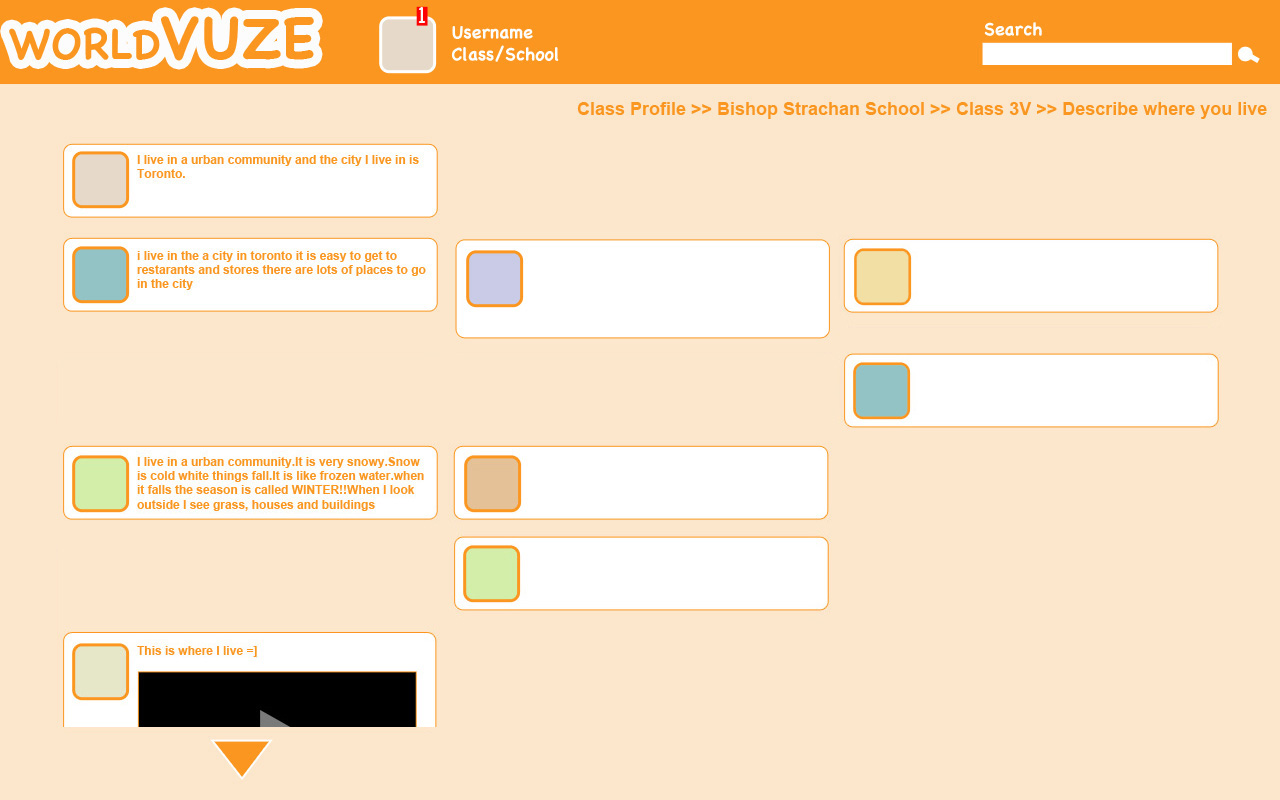 WORLDVUZE
1
Username
Class/School
Search
Class Profile >> Bishop Strachan School >> Class 3V >> Describe where you live
I live in a urban community and the city I live in is
Toronto.
i live in the a city in toronto it is easy to get to
restarants and stores there are lots of places to go
in the city
I live in a urban community.It is very snowy.Snow
is cold white things fall.It is like frozen water.when
it falls the season is called WINTER!!When I look
outside I see grass, houses and buildings
This is where I live =]